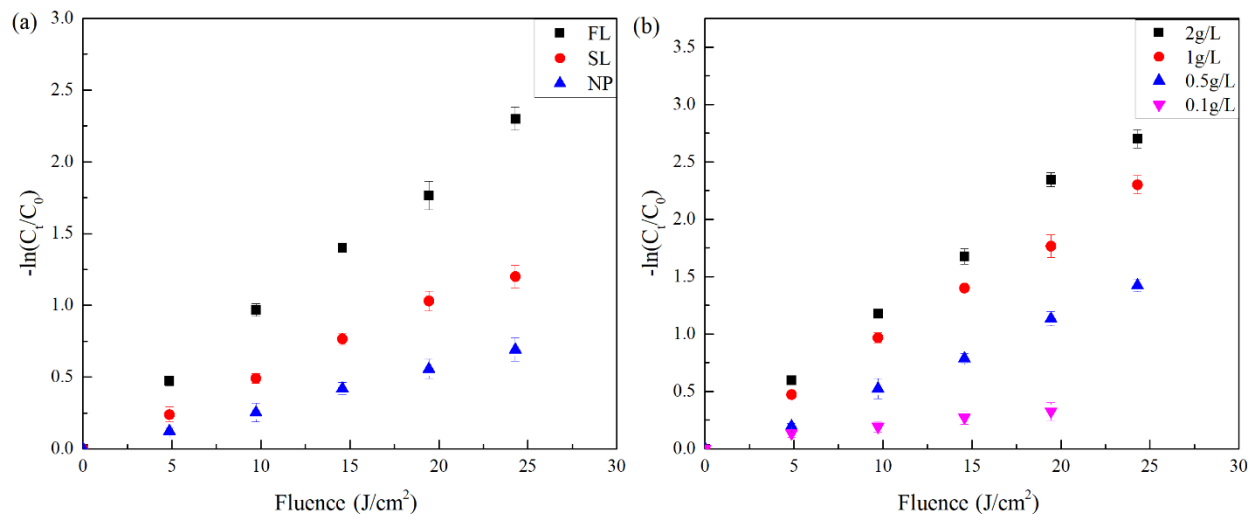 (a)
3.0
2.5
2.0
1.5
1.0
0.5
0.0
-ln(Ct/C0)
FL
SL
NP
0 5 10 15 20 25 30
Fluence (J/cm²)
(b)
3.5
3.0
2.5
2.0
1.5
1.0
0.5
0.0
-ln(Ct/C0)
2g/L
1g/L
0.5g/L
0.1g/L
0 5 10 15 20 25 30
Fluence (J/cm²)